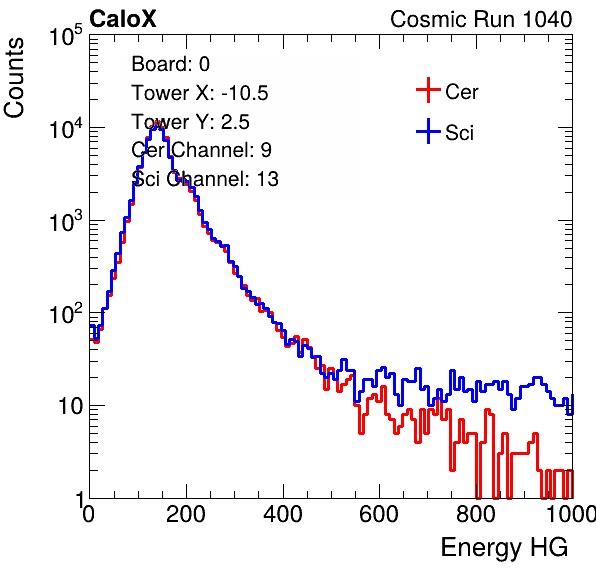 CaloX Cosmic Run 1040
Counts
10^5
10^4
10^3
10^2
10
1
Board: 0
Tower X: -10.5
Tower Y: 2.5
Cer Channel: 9
Sci Channel: 13
Cer
Sci
0 200 400 600 800 1000
Energy HG